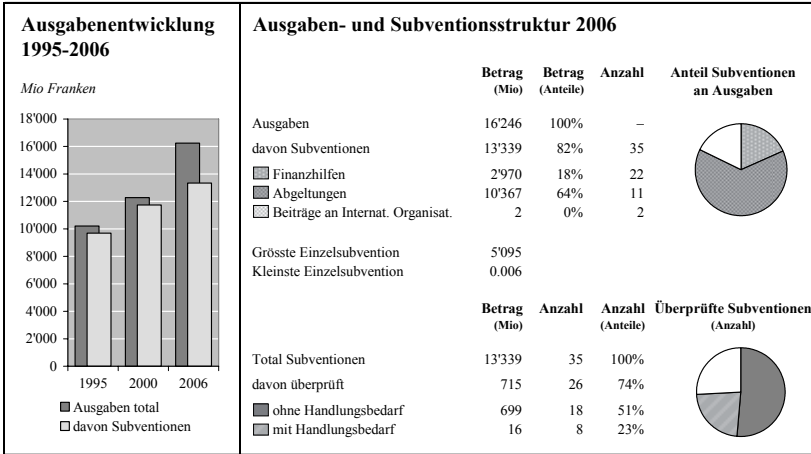 Ausgabenentwicklung
1995-2006
Mio Franken
18'000
16'000
14'000
12'000
10'000
8'000
6'000
4'000
2'000
0
1995 2000 2006
Ausgaben total
davon Subventionen
Ausgaben- und Subventionsstruktur 2006
Betrag Betrag Anzahl Anteil Subventionen
(Mio) (Anteile) an Ausgaben
Ausgaben 16'246 100% –
davon Subventionen 13'339 82% 35
Finanzhilfen 2'970 18% 22
Abgeltungen 10'367 64% 11
Beiträge an Internat. Organisat. 2 0% 2
Grösste Einzelsubvention 5'095
Kleinste Einzelsubvention 0.006
Betrag Anzahl Anzahl Überprüfte Subventionen
(Mio) (Anteile) (Anzahl)
Total Subventionen 13'339 35 100%
davon überprüft 715 26 74%
ohne Handlungsbedarf 699 18 51%
mit Handlungsbedarf 16 8 23%